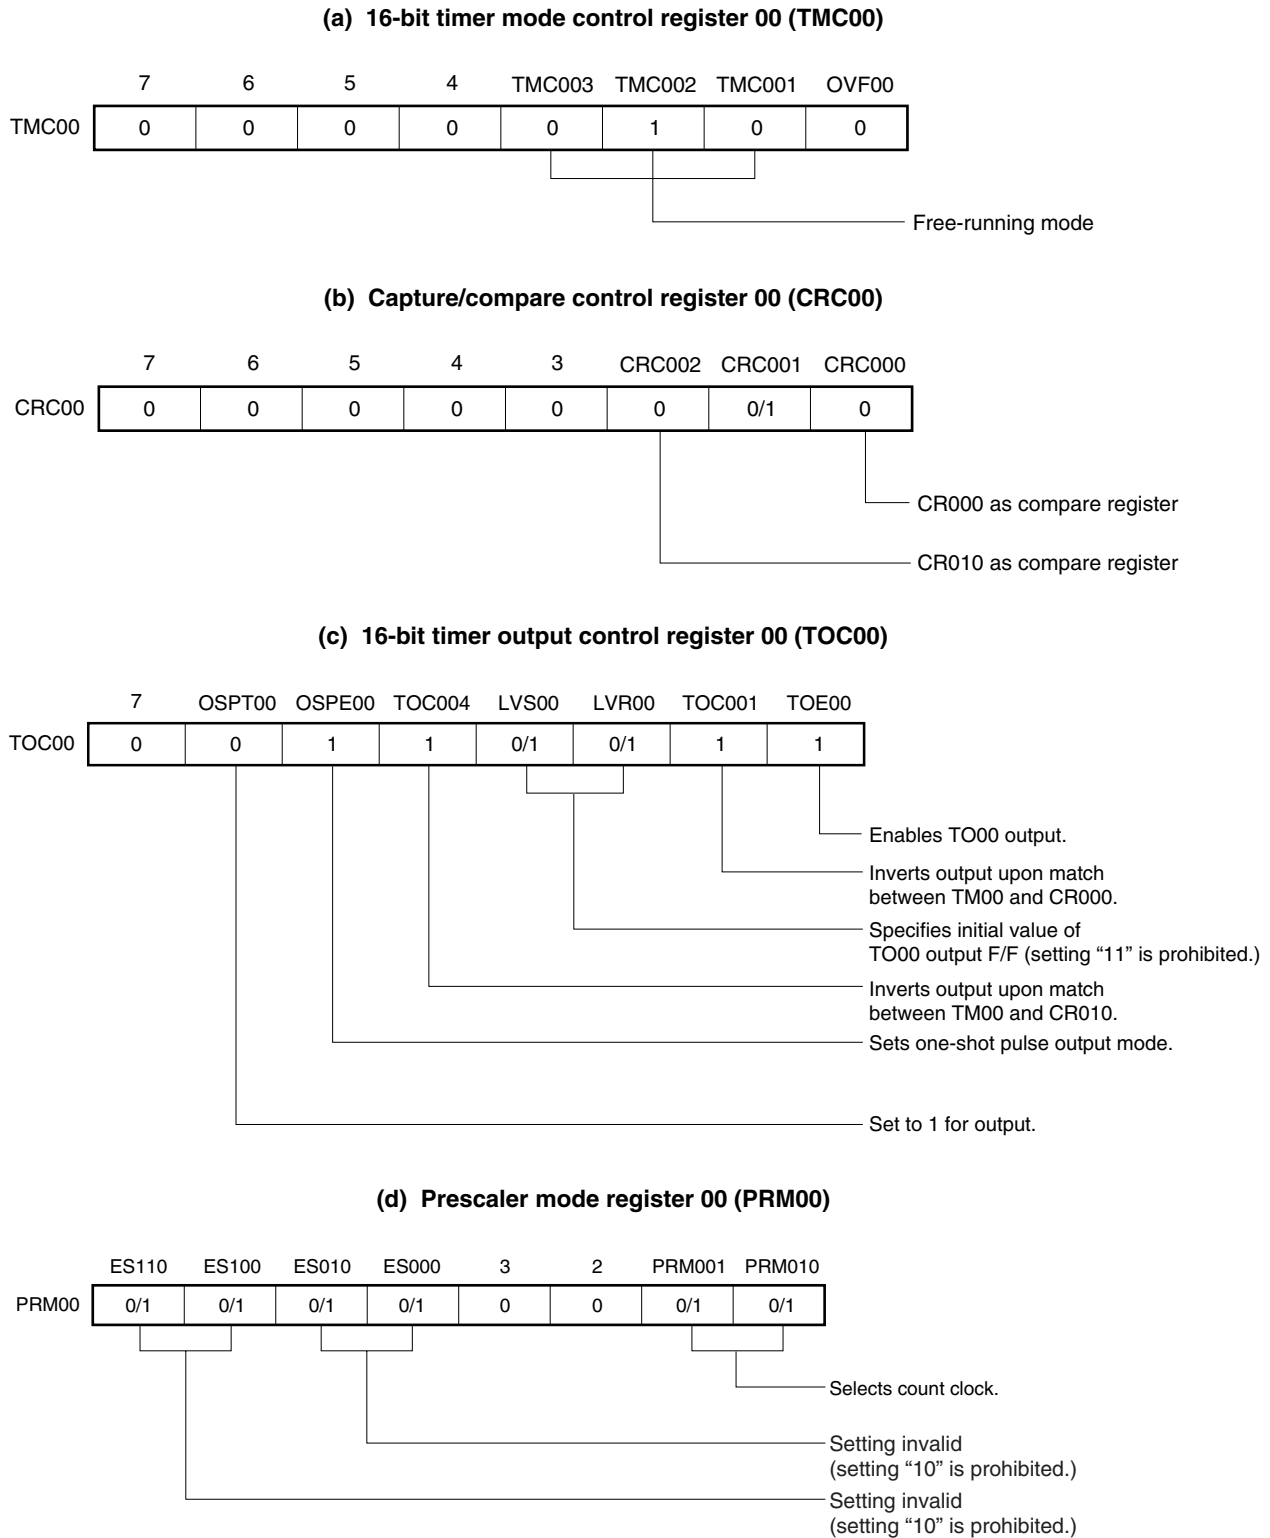 (a) 16-bit timer mode control register 00 (TMC00)
7 6 5 4 TMC003 TMC002 TMC001 OVF00
TMC00 0 0 0 0 0 1 0 0
Free-running mode
(b) Capture/compare control register 00 (CRC00)
7 6 5 4 3 CRC002 CRC001 CRC000
CRC00 0 0 0 0 0 0 0/1 0
CR000 as compare register
CR010 as compare register
(c) 16-bit timer output control register 00 (TOC00)
7 OSPT00 OSPE00 TOC004 LVS00 LVR00 TOC001 TOE00
TOC00 0 0 1 1 0/1 0/1 1 1
Enables TO00 output.
Inverts output upon match
between TM00 and CR000.
Specifies initial value of
TO00 output F/F (setting “11” is prohibited.)
Inverts output upon match
between TM00 and CR010.
Sets one-shot pulse output mode.
Set to 1 for output.
(d) Prescaler mode register 00 (PRM00)
ES110 ES100 ES010 ES000 3 2 PRM001 PRM010
PRM00 0/1 0/1 0/1 0/1 0 0 0/1 0/1
Selects count clock.
Setting invalid
(setting “10” is prohibited.)
Setting invalid
(setting “10” is prohibited.)